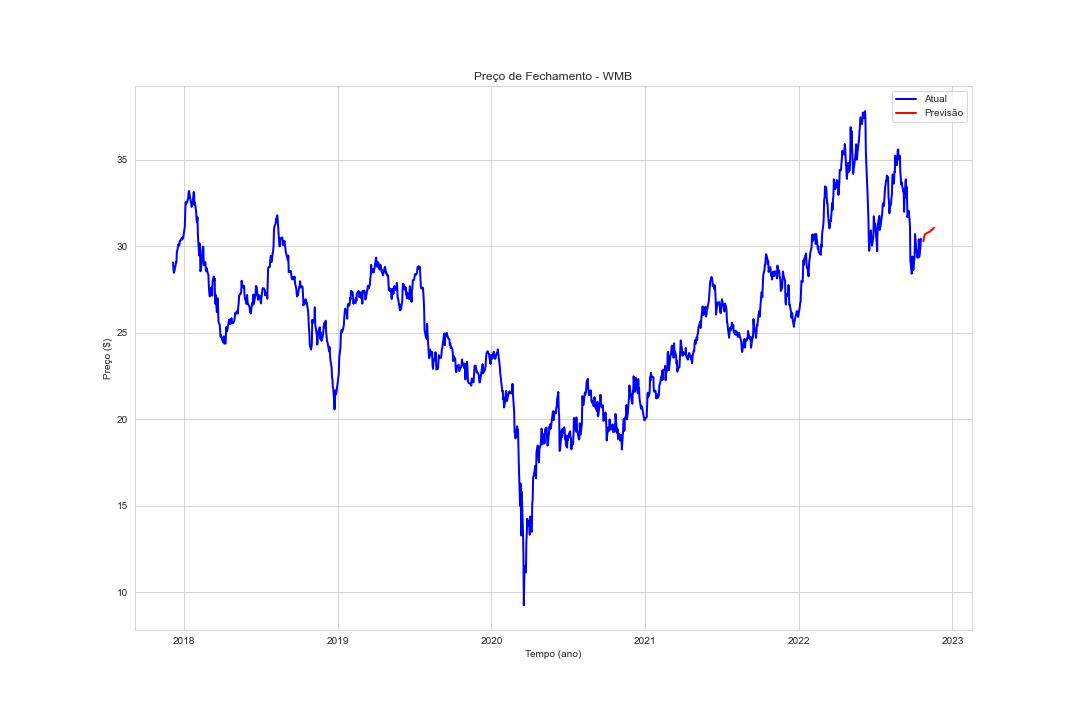 Preço de Fechamento - WMB
Atual
Previsão
35
30
25
20
15
10
Preço ($)
2018 2019 2020 2021 2022 2023
Tempo (ano)